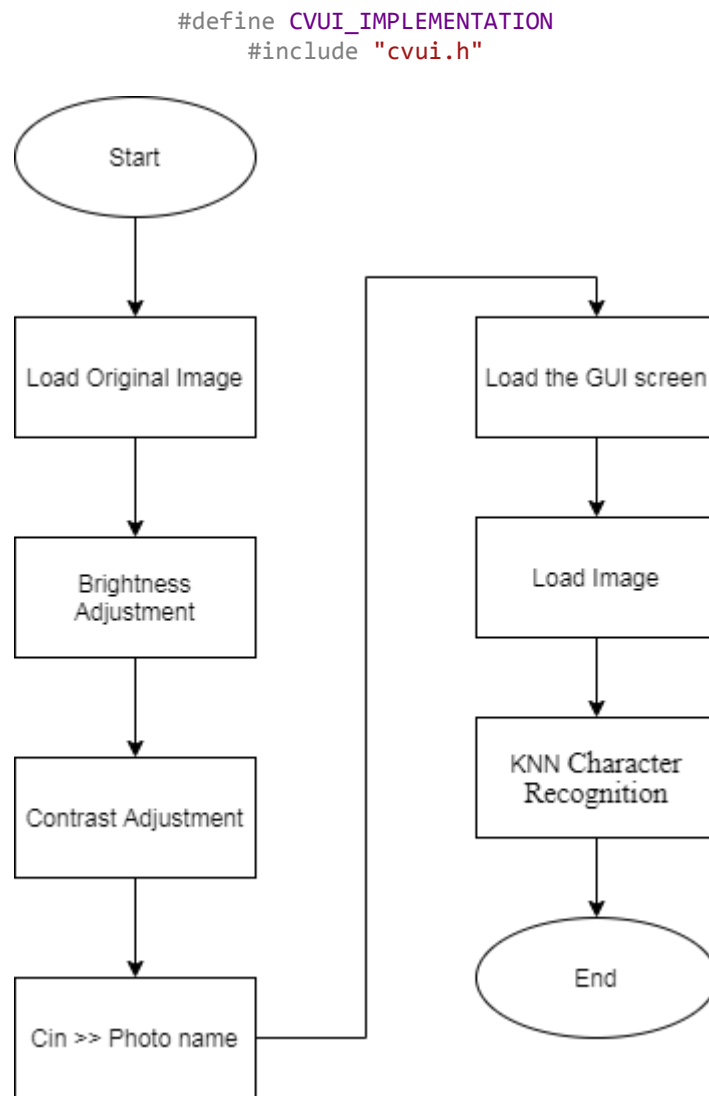 #define CVUI_IMPLEMENTATION
#include "cvui.h"
Start
Load Original Image
Brightness
Adjustment
Contrast Adjustment
Cin >> Photo name
Load the GUI screen
Load Image
KNN Character
Recognition
End